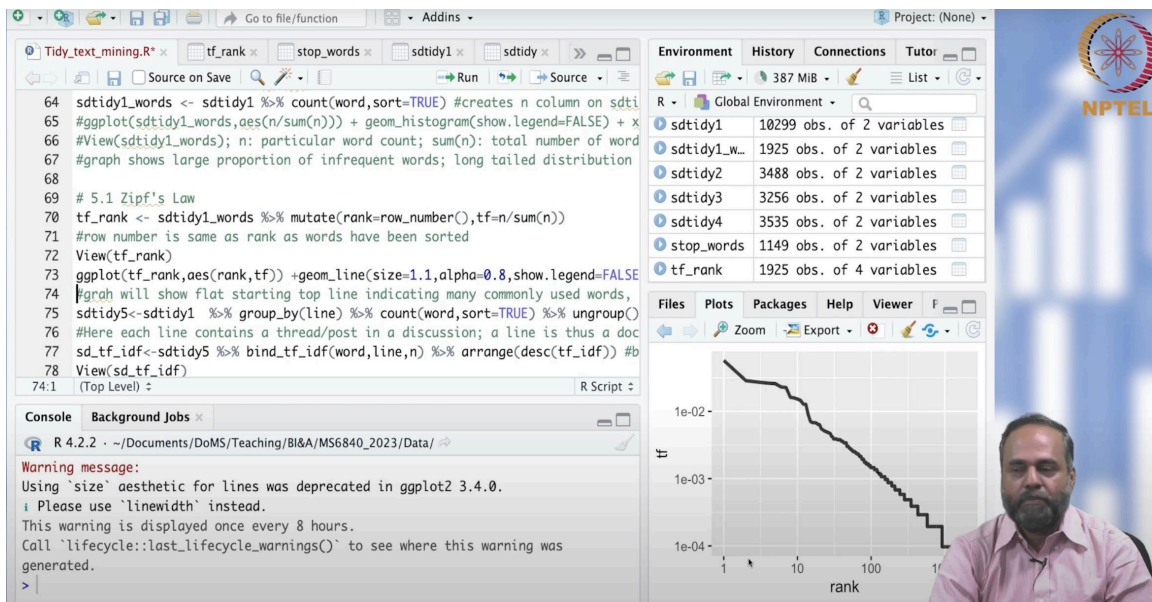 Go to file/function
Addins
Project: (None)
Tidy_text_mining.R*
tf_rank
stop_words
sdtidy1
sdtidy
Source on Save
Run
Source
64 sdtidy1_words <- sdtidy1 %>% count(word,sort=TRUE) #creates n column on sdti
65 #ggplot(sdtidy1_words,aes(n/sum(n))) + geom_histogram(show.legend=FALSE) + x
66 #View(sdtidy1_words); n: particular word count; sum(n): total number of word
67 #graph shows large proportion of infrequent words; long tailed distribution
68
69 # 5.1 Zipf's Law
70 tf_rank <- sdtidy1_words %>% mutate(rank=row_number(),tf=n/sum(n))
71 #row number is same as rank as words have been sorted
72 View(tf_rank)
73 ggplot(tf_rank,aes(rank,tf)) +geom_line(size=1.1,alpha=0.8,show.legend=FALSE
74 #grah will show flat starting top line indicating many commonly used words,
75 sdtidy5<-sdtidy1 %>% group_by(line) %>% count(word,sort=TRUE) %>% ungroup()
76 #Here each line contains a thread/post in a discussion; a line is thus a doc
77 sd_tf_idf<-sdtidy5 %>% bind_tf_idf(word,line,n) %>% arrange(desc(tf_idf)) #b
78 View(sd_tf_idf)
74:1 (Top Level) R Script
Console Background Jobs
R 4.2.2 · ~/Documents/DoMS/Teaching/BI&A/MS6840_2023/Data/
Warning message:
Using `size` aesthetic for lines was deprecated in ggplot2 3.4.0.
i Please use `linewidth` instead.
This warning is displayed once every 8 hours.
Call `lifecycle::last_lifecycle_warnings()` to see where this warning was
generated.
>
Environment History Connections Tutor
387 MiB List
R Global Environment
sdtidy1 10299 obs. of 2 variables
sdtidy1_w… 1925 obs. of 2 variables
sdtidy2 3488 obs. of 2 variables
sdtidy3 3256 obs. of 2 variables
sdtidy4 3535 obs. of 2 variables
stop_words 1149 obs. of 2 variables
tf_rank 1925 obs. of 4 variables
Files Plots Packages Help Viewer P
Zoom Export
1e-02
1e-03
1e-04
tf
1 10 100 10
rank
NPTEL